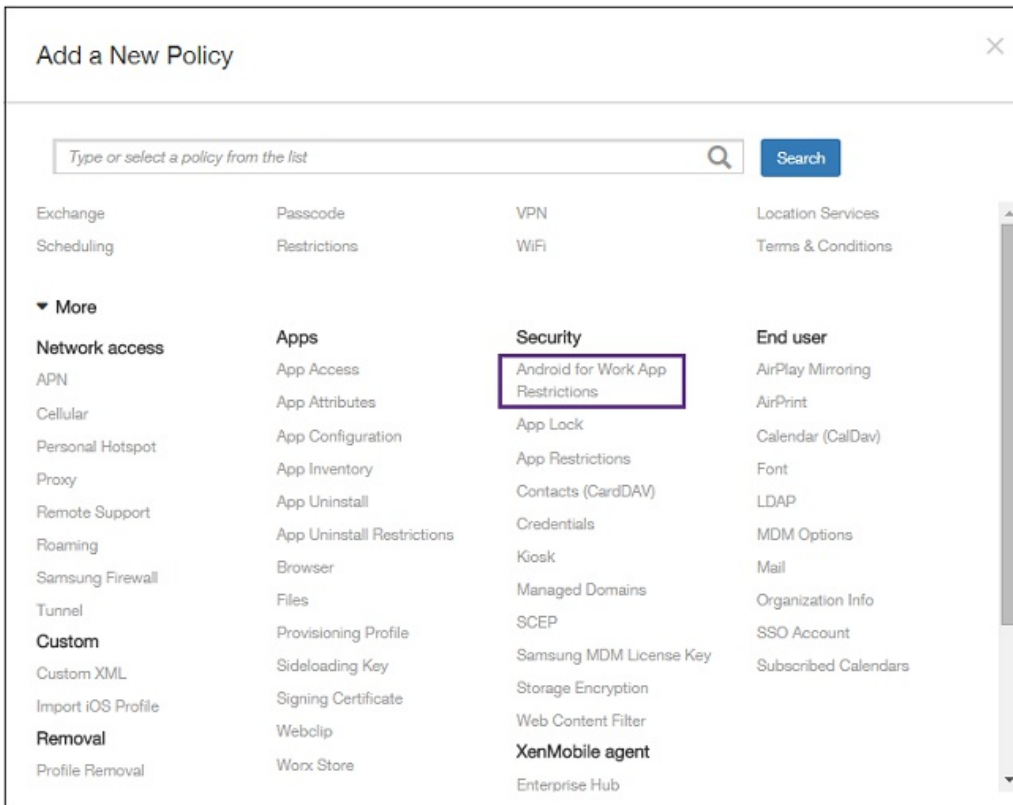 Add a New Policy
Type or select a policy from the list
Search
Exchange
Passcode
VPN
Location Services
Scheduling
Restrictions
WiFi
Terms & Conditions
More
Network access
APN
Cellular
Personal Hotspot
Proxy
Remote Support
Roaming
Samsung Firewall
Tunnel
Custom
Custom XML
Import iOS Profile
Removal
Profile Removal
Apps
App Access
App Attributes
App Configuration
App Inventory
App Uninstall
App Uninstall Restrictions
Browser
Files
Provisioning Profile
Sideloading Key
Signing Certificate
Webclip
Worx Store
Security
Android for Work App
Restrictions
App Lock
App Restrictions
Contacts (CardDAV)
Credentials
Kiosk
Managed Domains
SCEP
Samsung MDM License Key
Storage Encryption
Web Content Filter
XenMobile agent
Enterprise Hub
End user
AirPlay Mirroring
AirPrint
Calendar (CalDav)
Font
LDAP
MDM Options
Mail
Organization Info
SSO Account
Subscribed Calendars